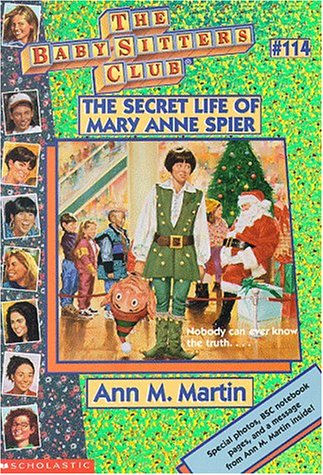 THE
BABY-SITTERS
CLUB®
#114
THE SECRET LIFE OF
MARY ANNE SPIER
Nobody can ever know
the truth. . . .
Ann M. Martin
Special photos, BSC notebook
pages, and a message
from Ann M. Martin inside!
SCHOLASTIC